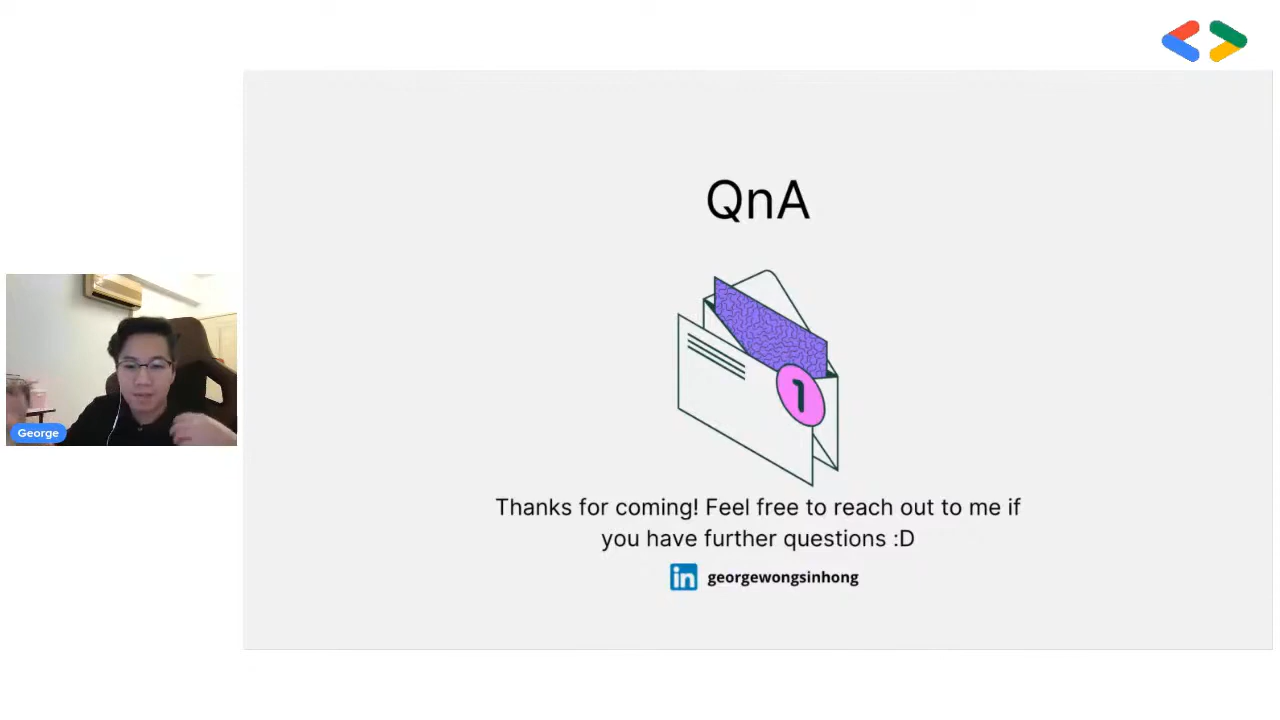 QnA
1
Thanks for coming! Feel free to reach out to me if
you have further questions :D
in georgewongsinhong
George